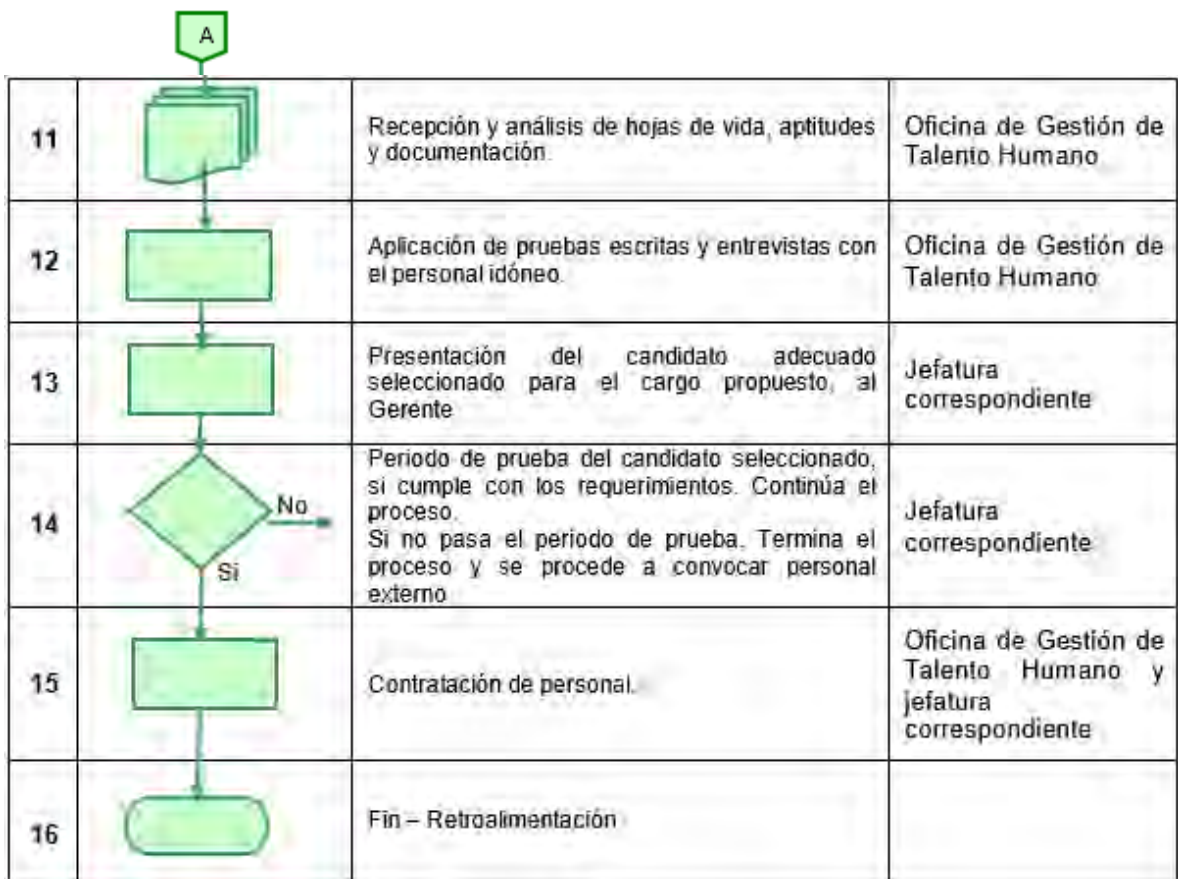 A
11
Recepción y análisis de hojas de vida, aptitudes
y documentación
Oficina de Gestión de
Talento Humano
12
Aplicación de pruebas escritas y entrevistas con
el personal idóneo.
Oficina de Gestión de
Talento Humano
13
Presentación del candidato adecuado
seleccionado para el cargo propuesto, al
Gerente
Jefatura
correspondiente
14
No
Si
Periodo de prueba del candidato seleccionado,
si cumple con los requerimientos. Continúa el
proceso.
Si no pasa el periodo de prueba. Termina el
proceso y se procede a convocar personal
externo
Jefatura
correspondiente
15
Contratación de personal.
Oficina de Gestión de
Talento Humano y
jefatura
correspondiente
16
Fin – Retroalimentación